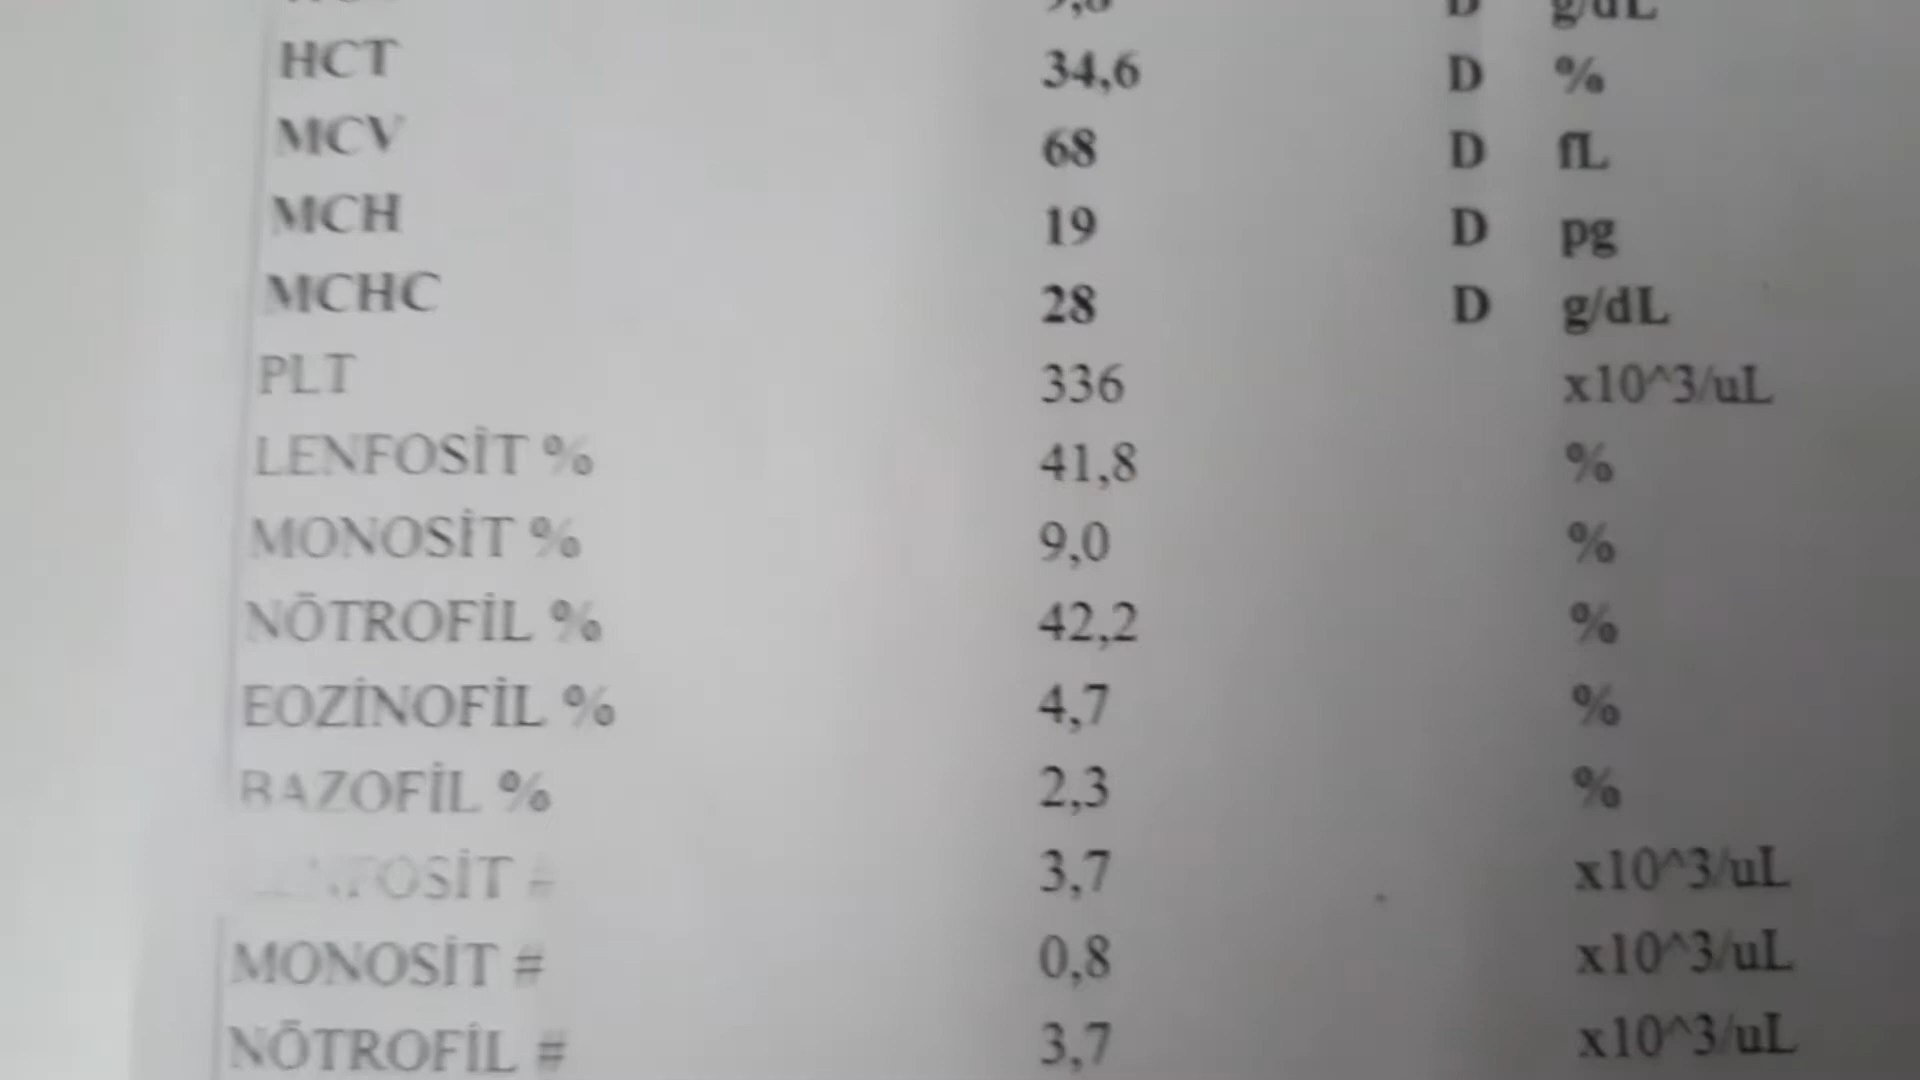 D g/dL
HCT 34,6 D %
MCV 68 D fL
MCH 19 D pg
MCHC 28 D g/dL
PLT 336 x10^3/uL
LENFOSİT % 41,8 %
MONOSİT % 9,0 %
NÖTROFİL % 42,2 %
EOZİNOFİL % 4,7 %
BAZOFİL % 2,3 %
LENFOSİT # 3,7 x10^3/uL
MONOSİT # 0,8 x10^3/uL
NÖTROFİL # 3,7 x10^3/uL